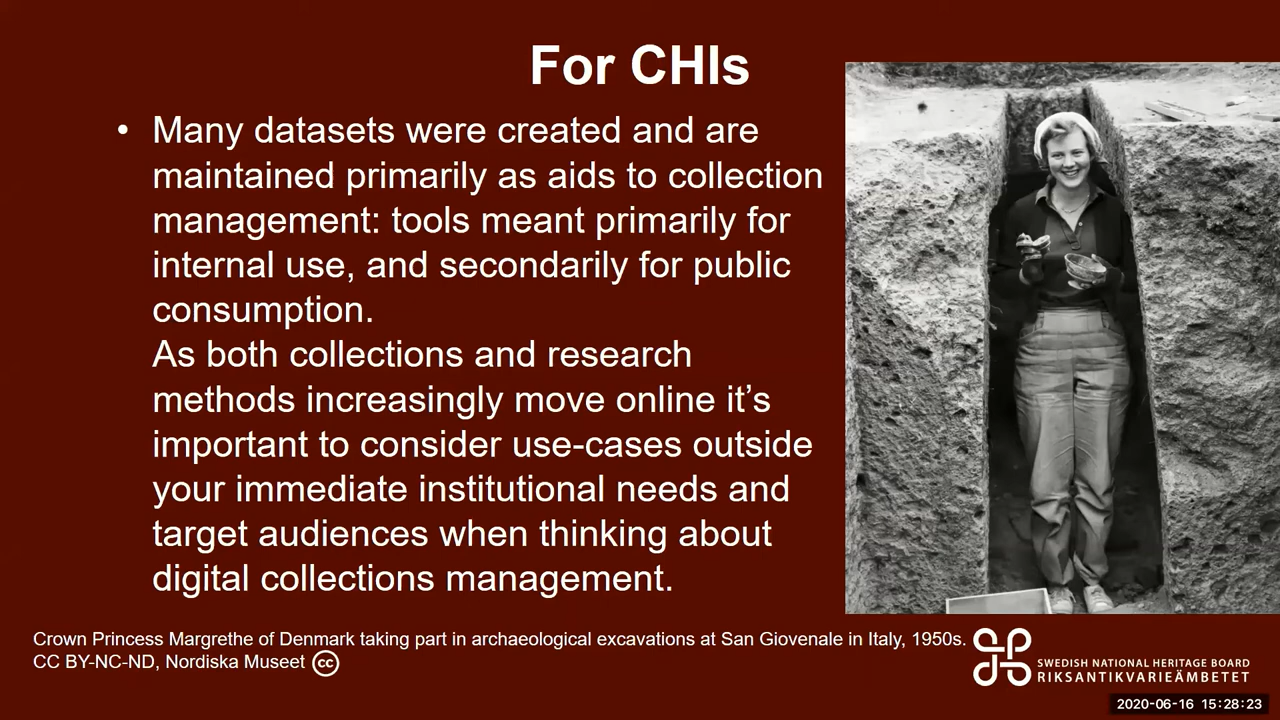 For CHIs
• Many datasets were created and are
maintained primarily as aids to collection
management: tools meant primarily for
internal use, and secondarily for public
consumption.
As both collections and research
methods increasingly move online it’s
important to consider use-cases outside
your immediate institutional needs and
target audiences when thinking about
digital collections management.
Crown Princess Margrethe of Denmark taking part in archaeological excavations at San Giovenale in Italy, 1950s.
CC BY-NC-ND, Nordiska Museet cc
SWEDISH NATIONAL HERITAGE BOARD
RIKSANTIKVARIEÄMBETET
2020-06-16 15:28:23